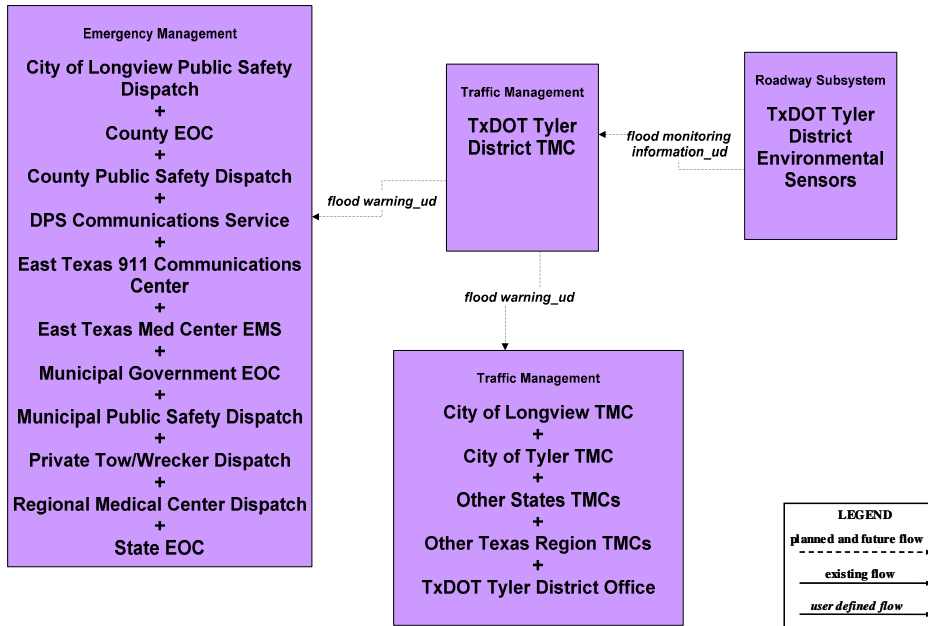 Emergency Management
City of Longview Public Safety
Dispatch
+
County EOC
+
County Public Safety Dispatch
+
DPS Communications Service
+
East Texas 911 Communications
Center
+
East Texas Med Center EMS
+
Municipal Government EOC
+
Municipal Public Safety Dispatch
+
Private Tow/Wrecker Dispatch
+
Regional Medical Center Dispatch
+
State EOC
flood warning_ud
Traffic Management
TxDOT Tyler
District TMC
flood monitoring
information_ud
Roadway Subsystem
TxDOT Tyler
District
Environmental
Sensors
flood warning_ud
Traffic Management
City of Longview TMC
+
City of Tyler TMC
+
Other States TMCs
+
Other Texas Region TMCs
+
TxDOT Tyler District Office
LEGEND
planned and future flow
existing flow
user defined flow